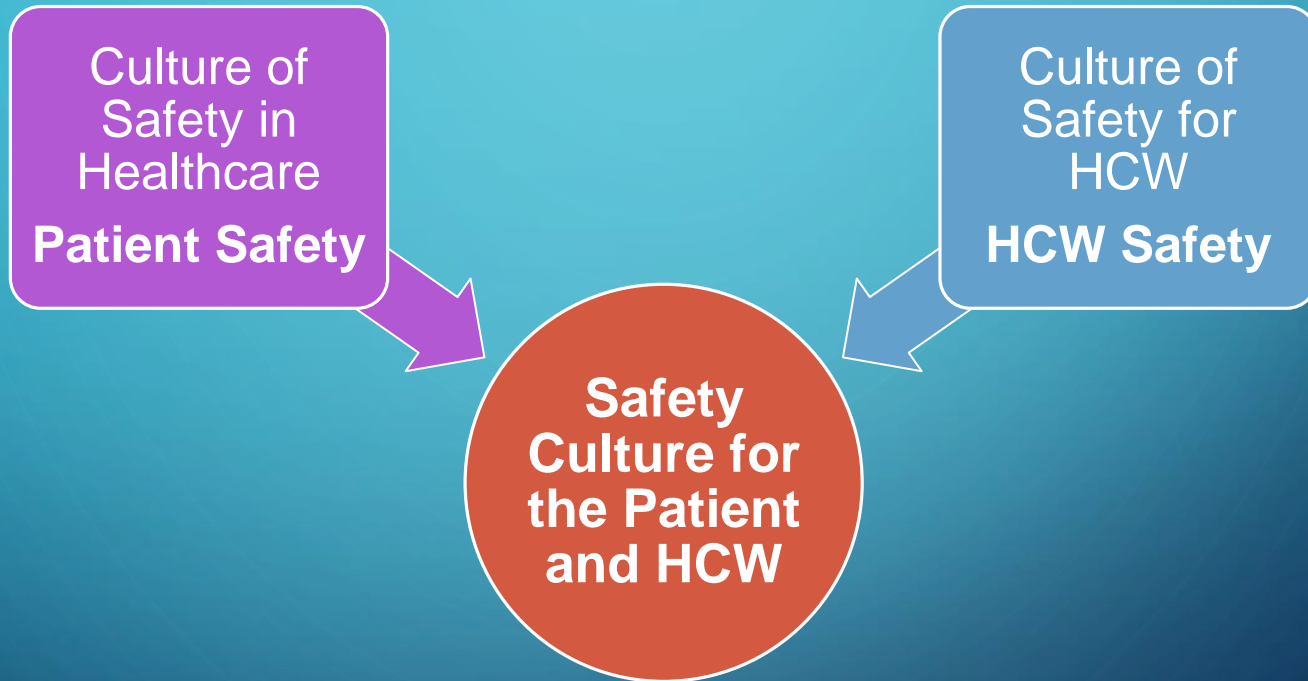 Culture of
Safety in
Healthcare
Patient Safety
Culture of
Safety for
HCW
HCW Safety
Safety
Culture for
the Patient
and HCW